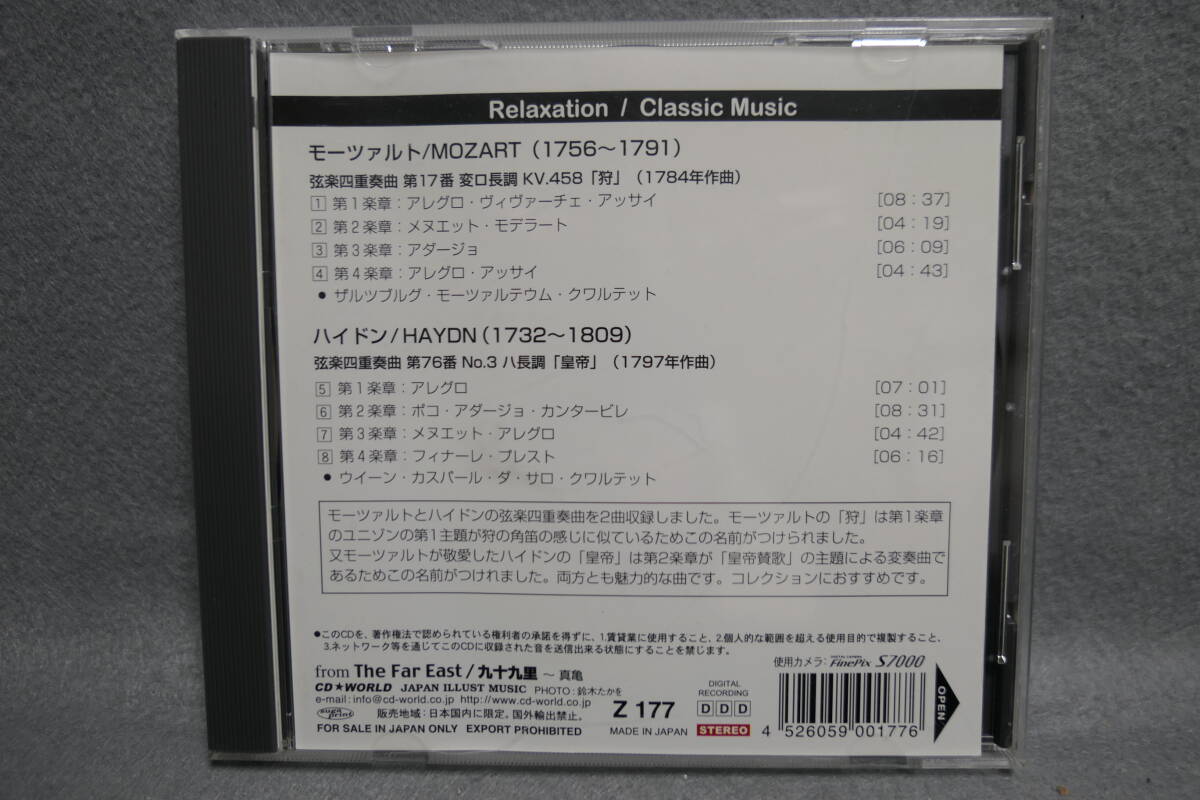 Relaxation / Classic Music
モーツァルト/MOZART（1756～1791）
弦楽四重奏曲 第17番 変ロ長調 KV.458「狩」（1784年作曲）
1 第1楽章：アレグロ・ヴィヴァーチェ・アッサイ [08：37]
2 第2楽章：メヌエット・モデラート [04：19]
3 第3楽章：アダージョ [06：09]
4 第4楽章：アレグロ・アッサイ [04：43]
● ザルツブルグ・モーツァルテウム・クワルテット
ハイドン/HAYDN（1732～1809）
弦楽四重奏曲 第76番 No.3 ハ長調「皇帝」（1797年作曲）
5 第1楽章：アレグロ [07：01]
6 第2楽章：ポコ・アダージョ・カンタービレ [08：31]
7 第3楽章：メヌエット・アレグロ [04：42]
8 第4楽章：フィナーレ・プレスト [06：16]
● ウイーン・カスパール・ダ・サロ・クワルテット
モーツァルトとハイドンの弦楽四重奏曲を2曲収録しました。モーツァルトの「狩」は第1楽章
のユニゾンの第1主題が狩の角笛の感じに似ているためこの名前がつけられました。
又モーツァルトが敬愛したハイドンの「皇帝」は第2楽章が「皇帝賛歌」の主題による変奏曲で
あるためこの名前がつけれました。両方とも魅力的な曲です。コレクションにおすすめです。
●このCDを、著作権法で認められている権利者の承諾を得ずに、1.賃貸業に使用すること、2.個人的な範囲を超える使用目的で複製すること、
3.ネットワーク等を通じてこのCDに収録された音を送信出来る状態にすることを禁じます。
from The Far East/九十九里 ～ 真亀
使用カメラ：DIGITAL CAMERA FinePix S7000
CD★WORLD JAPAN ILLUST MUSIC PHOTO：鈴木たかを
e-mail：info@cd-world.co.jp http://www.cd-world.co.jp
suga print 販売地域：日本国内に限定。国外輸出禁止。
FOR SALE IN JAPAN ONLY EXPORT PROHIBITED
Z 177
MADE IN JAPAN
DIGITAL
RECORDING
DDD
STEREO
4 526059 001776
OPEN